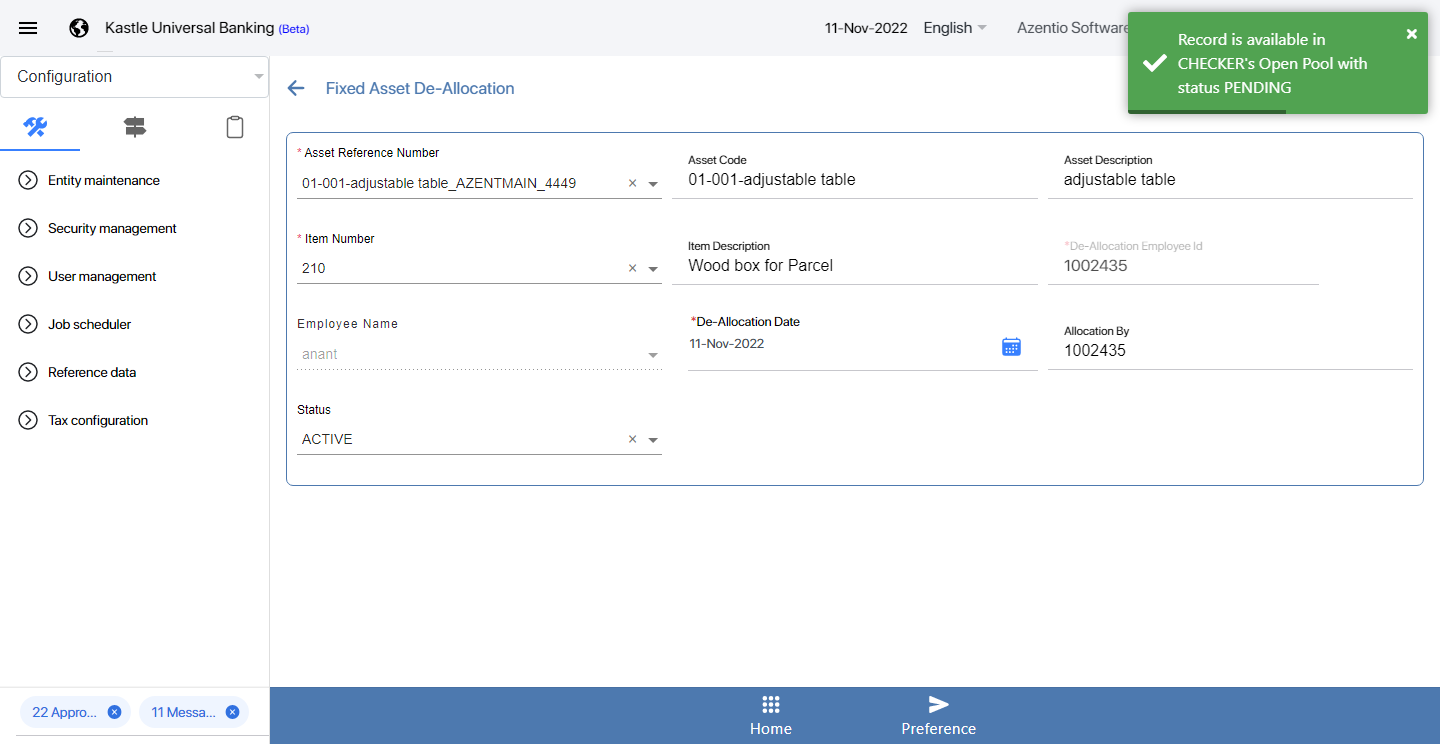 Kastle Universal Banking (Beta)
11-Nov-2022
English
Azentio Software
Record is available in
CHECKER's Open Pool with
status PENDING
Configuration
Fixed Asset De-Allocation
Entity maintenance
Security management
User management
Job scheduler
Reference data
Tax configuration
* Asset Reference Number
01-001-adjustable table_AZENTMAIN_4449
Asset Code
01-001-adjustable table
Asset Description
adjustable table
* Item Number
210
Item Description
Wood box for Parcel
*De-Allocation Employee Id
1002435
Employee Name
anant
*De-Allocation Date
11-Nov-2022
Allocation By
1002435
Status
ACTIVE
22 Appro...
11 Messa...
Home
Preference